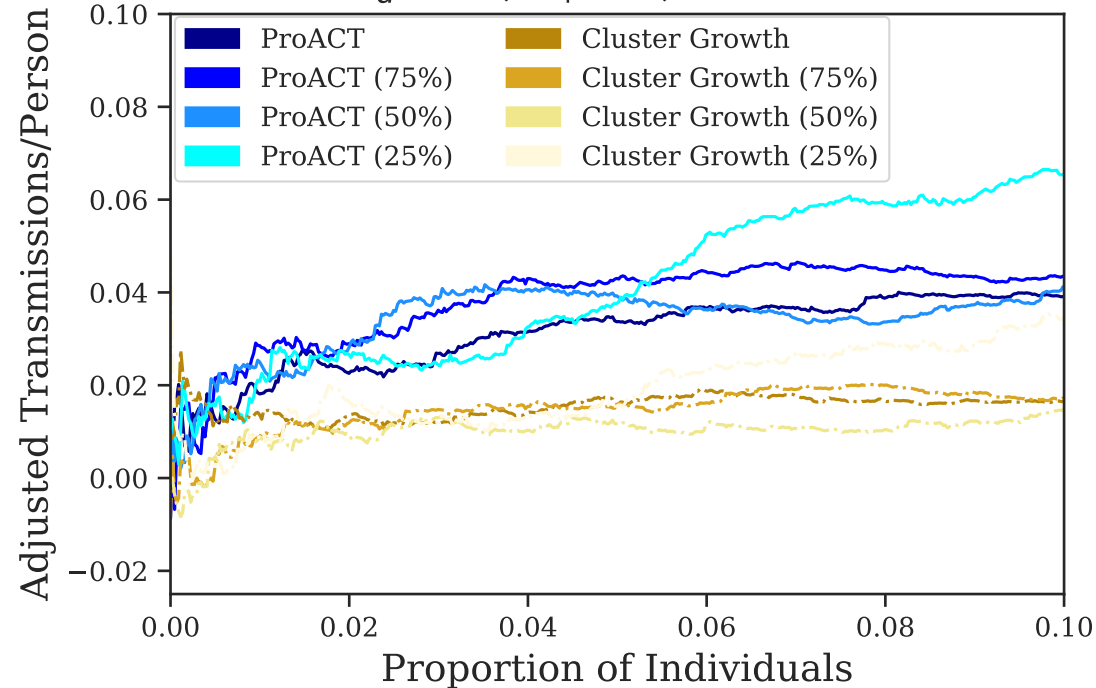 Adjusted Transmissions/Person
0.10
0.08
0.06
0.04
0.02
0.00
−0.02
ProACT
ProACT (75%)
ProACT (50%)
ProACT (25%)
Cluster Growth
Cluster Growth (75%)
Cluster Growth (50%)
Cluster Growth (25%)
0.00 0.02 0.04 0.06 0.08 0.10
Proportion of Individuals